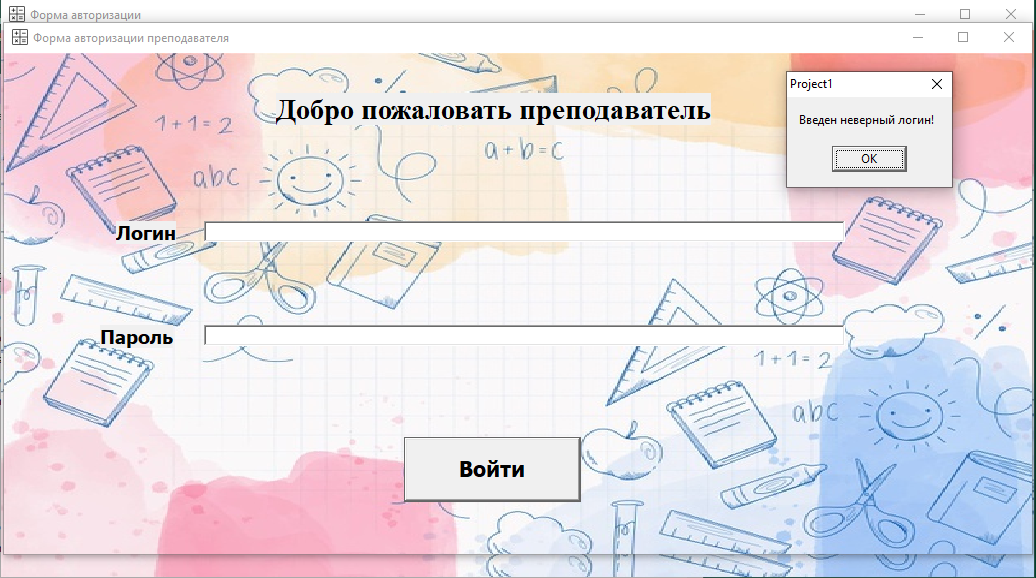 Форма авторизации
Форма авторизации преподавателя
Project1
Введен неверный логин!
OK
Добро пожаловать преподаватель
1+1=2
a+b=c
abc
%
Логин
Пароль
%
1+1=2
abc
Войти